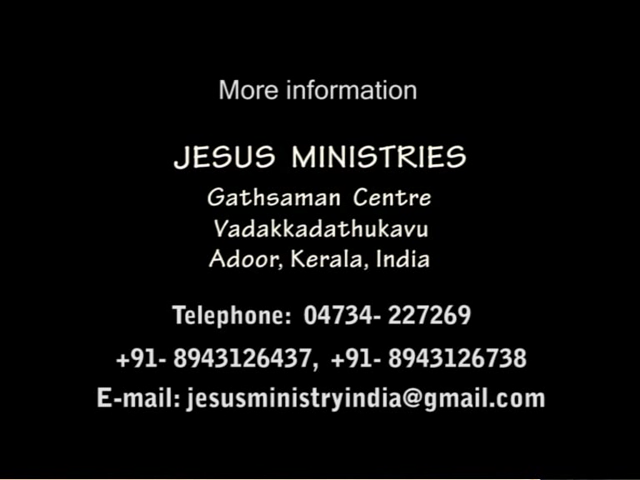 More information
JESUS MINISTRIES
Gathsaman Centre
Vadakkadathukavu
Adoor, Kerala, India
Telephone: 04734- 227269
+91- 8943126437, +91- 8943126738
E-mail: jesusministryindia@gmail.com